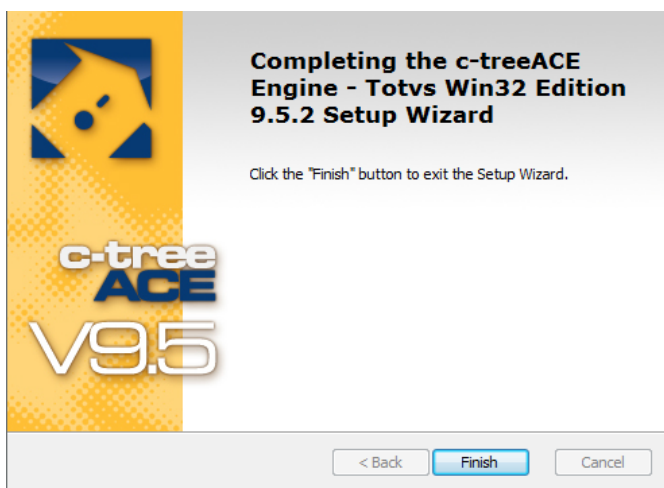 Completing the c-treeACE
Engine - Totvs Win32 Edition
9.5.2 Setup Wizard
Click the "Finish" button to exit the Setup Wizard.
c-tree
ACE
V9.5
< Back
Finish
Cancel